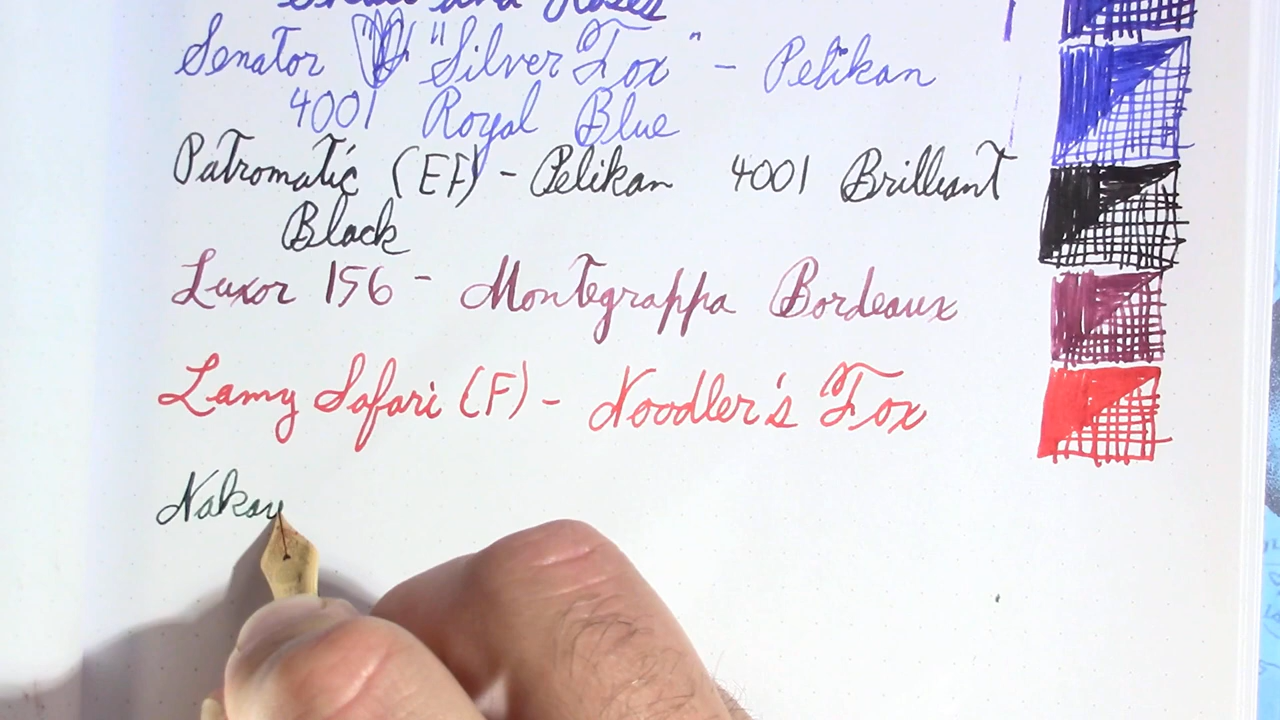 Senator "Silver Fox" - Pelikan
4001 Royal Blue
Patromatic (EF) - Pelikan 4001 Brilliant
Black
Luxor 156 - Montegrappa Bordeaux
Lamy Safari (F) - Noodler's Fox
Nakay